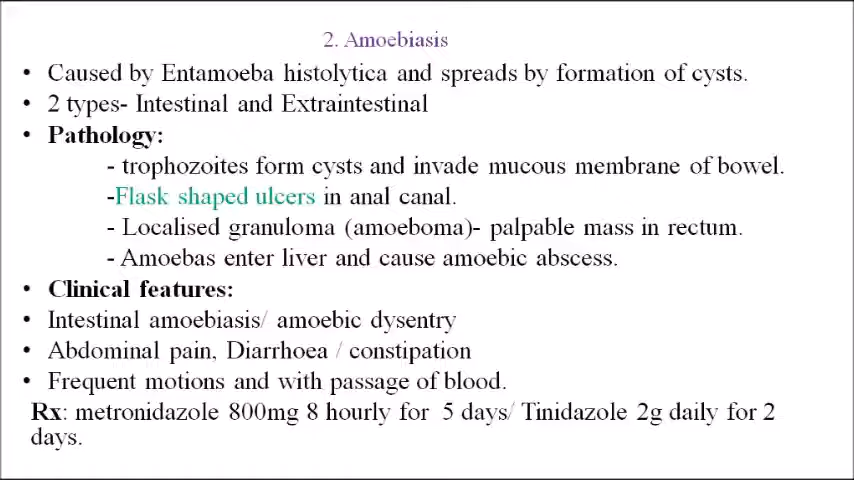 2. Amoebiasis
• Caused by Entamoeba histolytica and spreads by formation of cysts.
• 2 types- Intestinal and Extraintestinal
• Pathology:
- trophozoites form cysts and invade mucous membrane of bowel.
-Flask shaped ulcers in anal canal.
- Localised granuloma (amoeboma)- palpable mass in rectum.
- Amoebas enter liver and cause amoebic abscess.
• Clinical features:
• Intestinal amoebiasis/ amoebic dysentry
• Abdominal pain, Diarrhoea / constipation
• Frequent motions and with passage of blood.
Rx: metronidazole 800mg 8 hourly for 5 days/ Tinidazole 2g daily for 2
days.